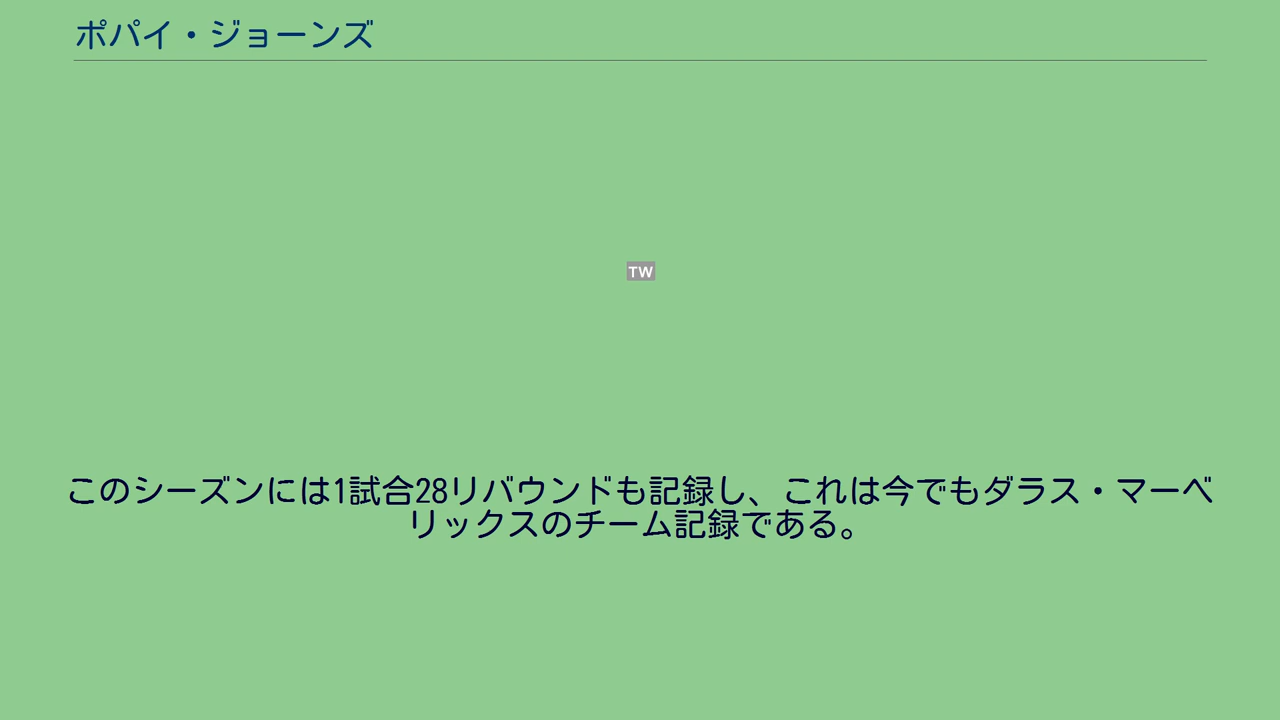 ポパイ・ジョーンズ
TW
このシーズンには1試合28リバウンドも記録し、これは今でもダラス・マーベ
リックスのチーム記録である。